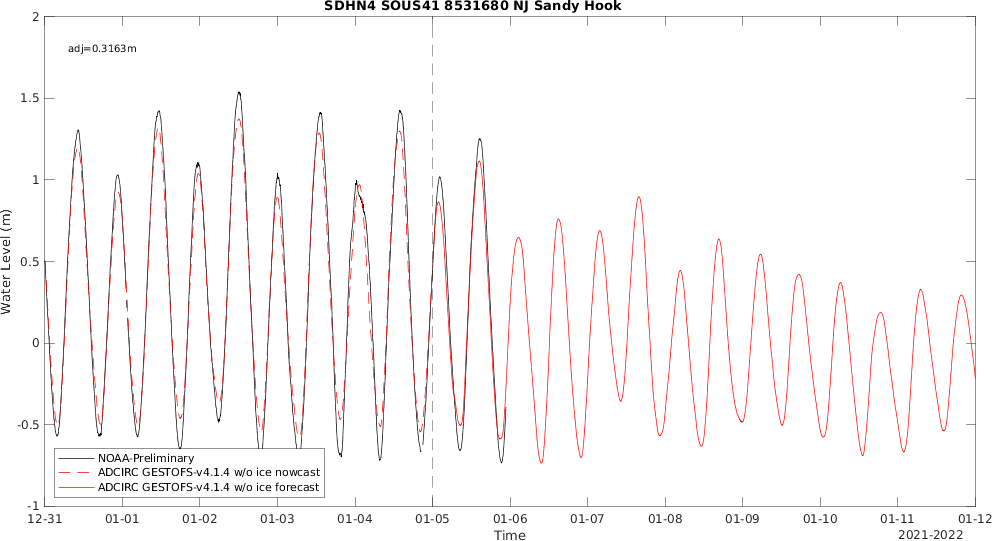 SDHN4 SOUS41 8531680 NJ Sandy Hook
adj=0.3163m
Water Level (m)
2
1.5
1
0.5
0
-0.5
-1
NOAA-Preliminary
ADCIRC GESTOFS-v4.1.4 w/o ice nowcast
ADCIRC GESTOFS-v4.1.4 w/o ice forecast
12-31 01-01 01-02 01-03 01-04 01-05 01-06 01-07 01-08 01-09 01-10 01-11 01-12
Time
2021-2022